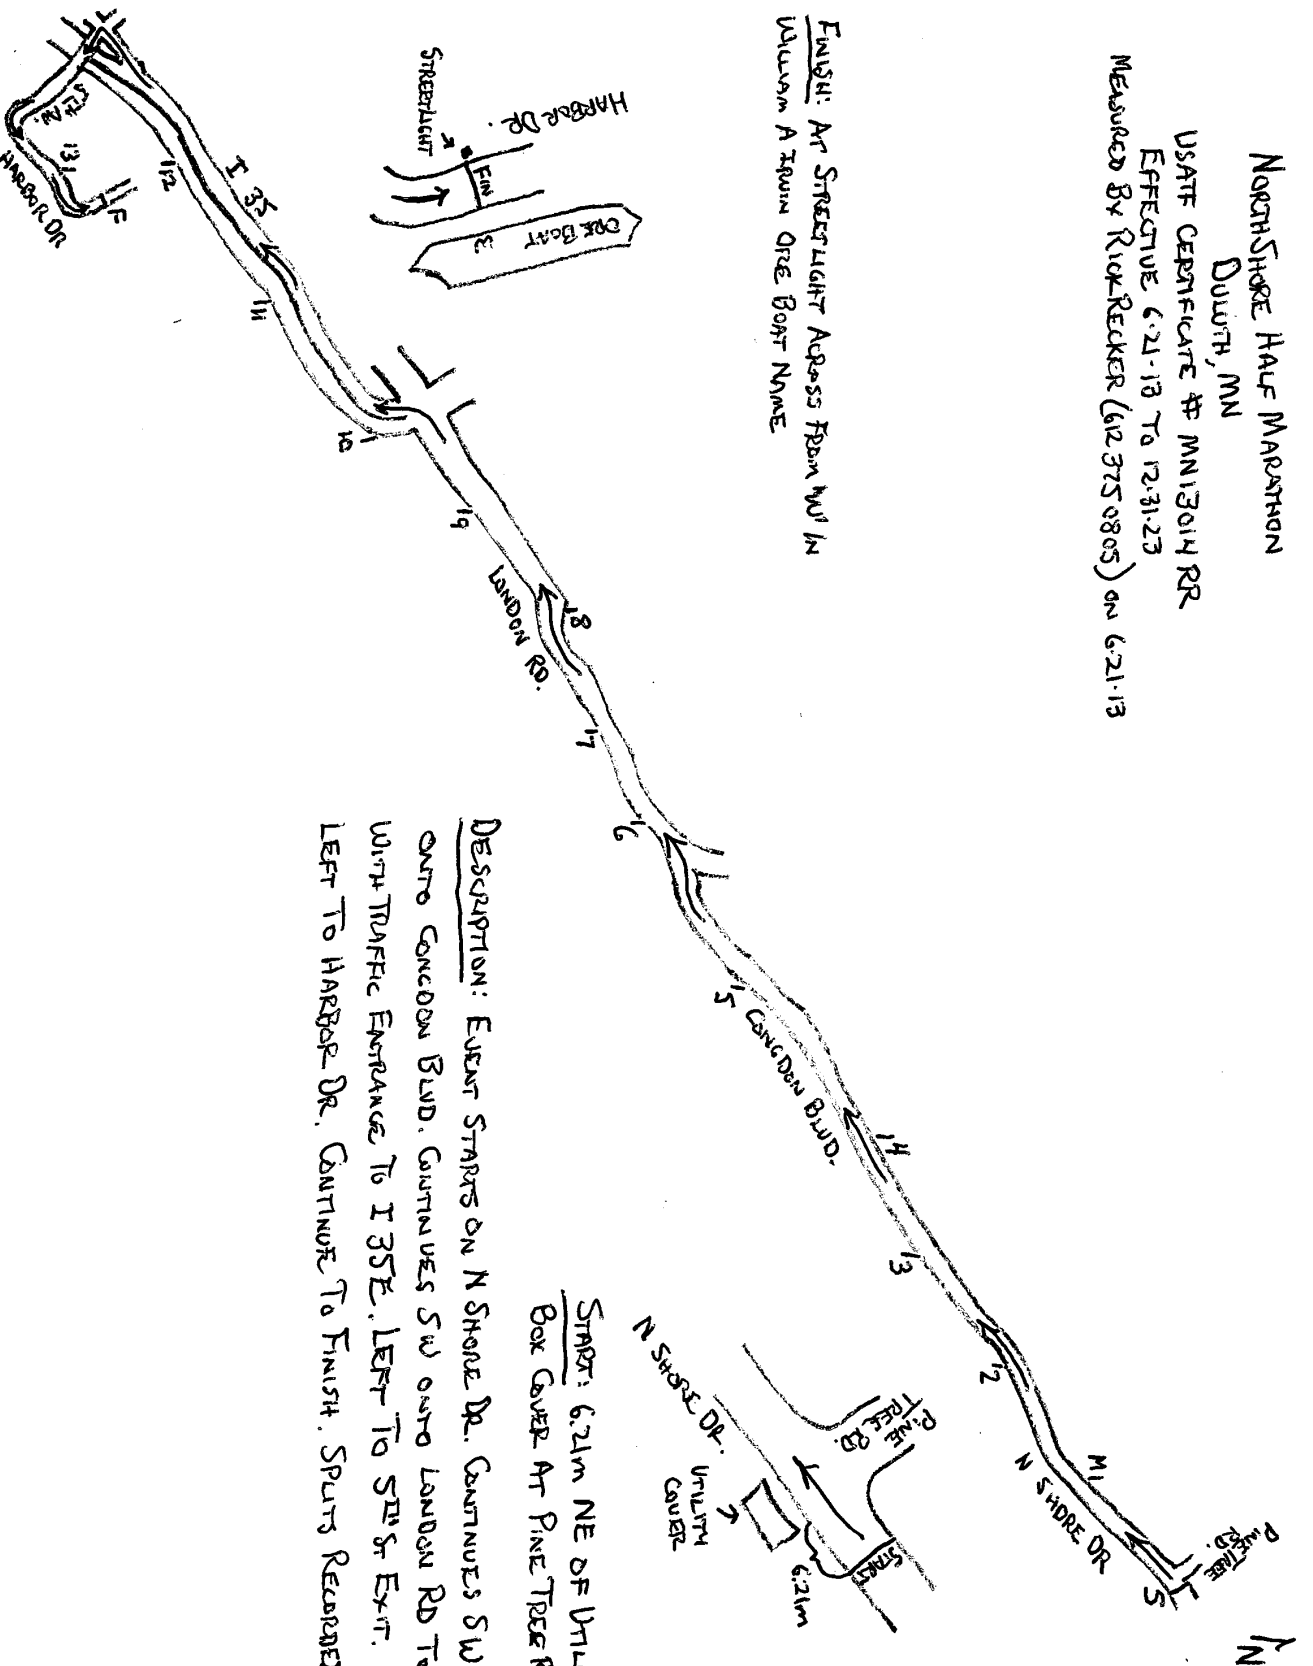 NORTHSHORE HALF MARATHON
DULUTH, MN
USATF CERTIFICATE # MN13014RR
EFFECTIVE 6.21.13 TO 12.31.23
MEASURED BY RICK RECKER (612 375 0805) ON 6.21.13
FINISH: AT STREETLIGHT ACROSS FROM "W" IN
WILLIAM A IRVIN ORE BOAT NAME
HARBOR DR.
STREETLIGHT
FIN
ORE BOAT
5TH AV.
HARBOR DR
131
F
12
I 35
11
10
9
LONDON RD.
8
7
6
5
CONGDON BLVD.
14
3
2
M1
N SHORE DR
PINE TREE RD.
S
N
START: 6.21m NE OF UTIL
BOX COVER AT PINE TREE R
PINE
TREE RD.
N SHORE DR.
UTILITY
COVER
6.21m
START
DESCRIPTION: EVENT STARTS ON N SHORE DR. CONTINUES SW
ONTO CONGDON BLVD. CONTINUES SW ONTO LONDON RD TO
WITH TRAFFIC ENTRANCE TO I 35E. LEFT TO 5TH ST EXIT.
LEFT TO HARBOR DR. CONTINUE TO FINISH. SPLITS RECORDED